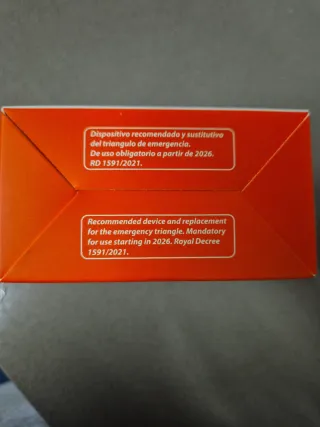 Dispositivo recomendado y sustitutivo
del triangulo de emergencia.
De uso obligatorio a partir de 2026.
RD 1591/2021.
Recommended device and replacement
for the emergency triangle. Mandatory
for use starting in 2026. Royal Decree
1591/2021.